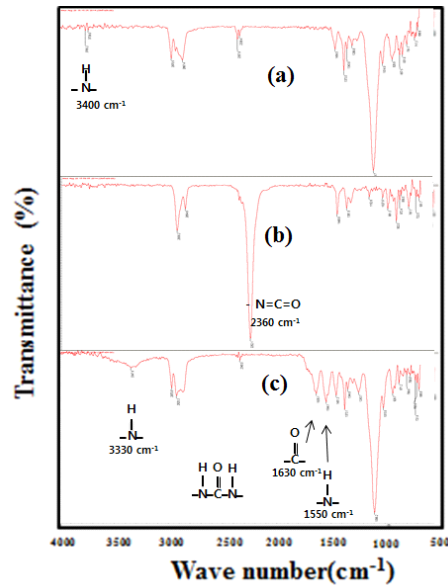 Transmittance (%)
(a)
H
-N-
3400 cm-1
(b)
- N=C=O
2360 cm-1
(c)
H
-N-
3330 cm-1
H O H
-N-C-N-
O
-C-
1630 cm-1
H
-N-
1550 cm-1
4000 3500 3000 2500 2000 1500 1000 500
Wave number(cm-1)